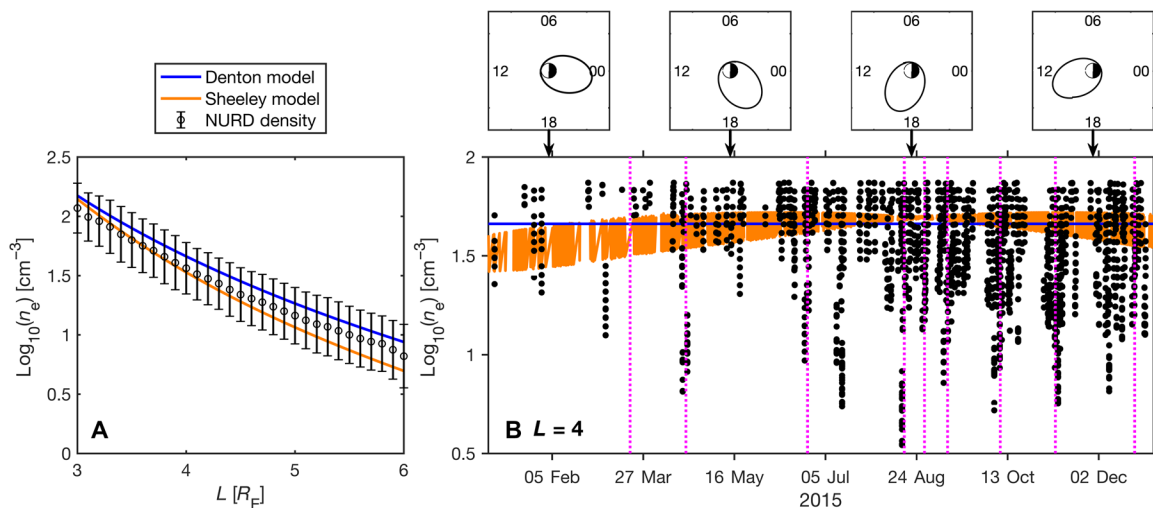 Denton model
Sheeley model
NURD density
06
12
00
18
06
12
00
18
06
12
00
18
06
12
00
18
2.5
2
1.5
1
0.5
0
Log10(ne) [cm−3]
A
3
4
5
6
L [RE]
2
1.5
1
0.5
Log10(ne) [cm−3]
B L = 4
05 Feb
27 Mar
16 May
05 Jul
24 Aug
13 Oct
02 Dec
2015